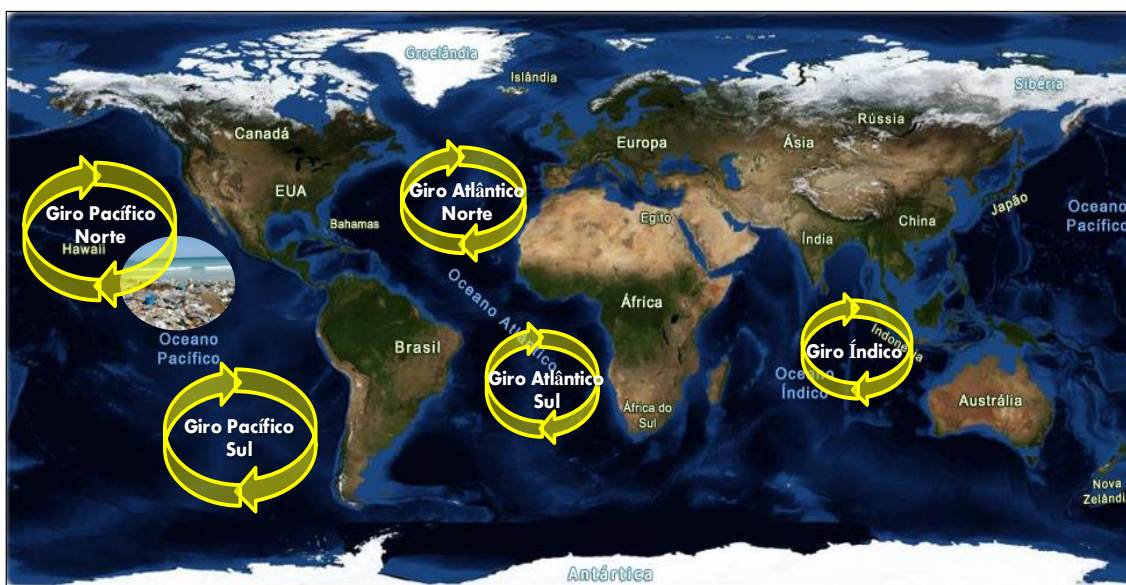 Groelândia
Islândia
Sibéria
Canadá
Europa
Rússia
Ásia
EUA
Giro Atlântico
Norte
Giro Pacífico
Norte
Hawaii
Bahamas
Egito
China
Japão
Oceano
Pacífico
Índia
Oceano Atlântico
África
Oceano
Pacífico
Brasil
Indonésia
Giro Índico
Oceano
Índico
Giro Atlântico
Sul
África do
Sul
Austrália
Giro Pacífico
Sul
Nova
Zelândia
Antártica